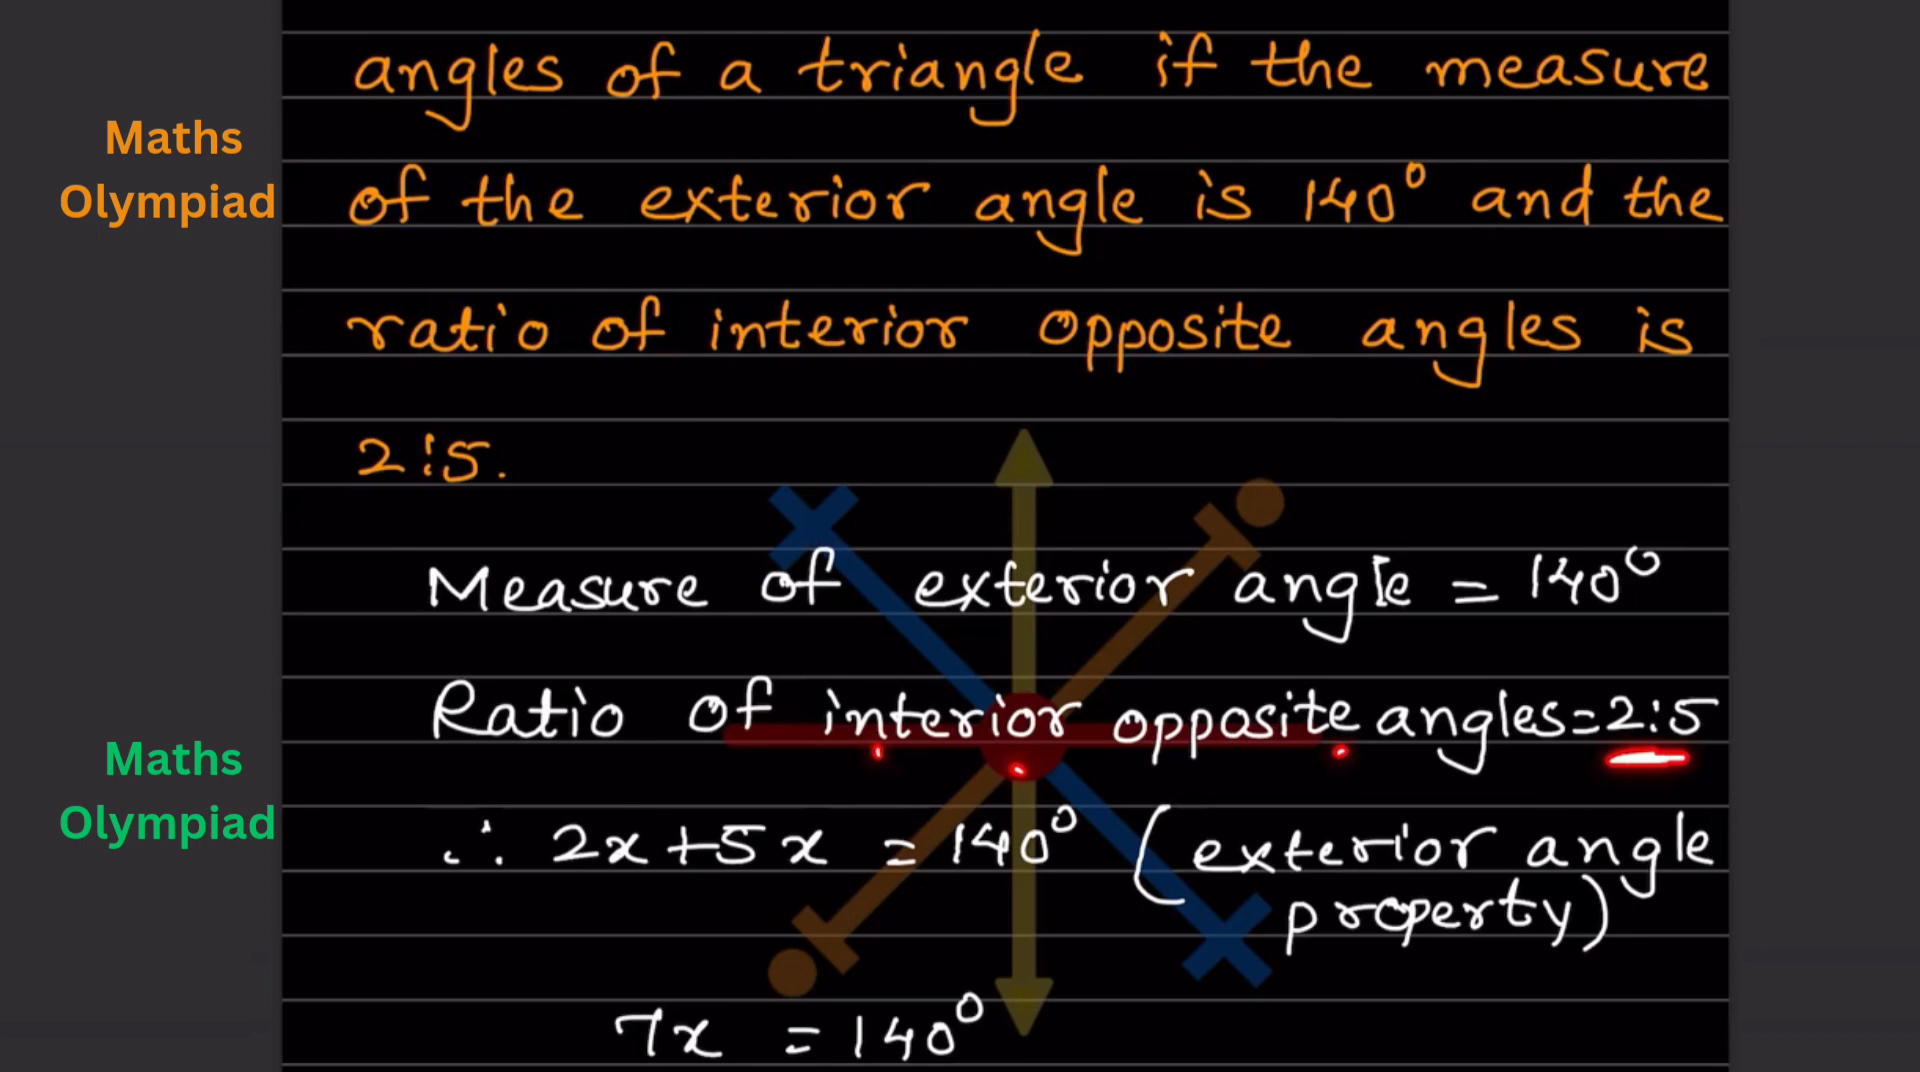 Maths
Olympiad
angles of a triangle if the measure
of the exterior angle is 140° and the
ratio of interior opposite angles is
2:5.
Measure of exterior angle = 140°
Ratio of interior opposite angles=2:5
∴ 2x+5x = 140° (exterior angle
property)
7x = 140°
Maths
Olympiad